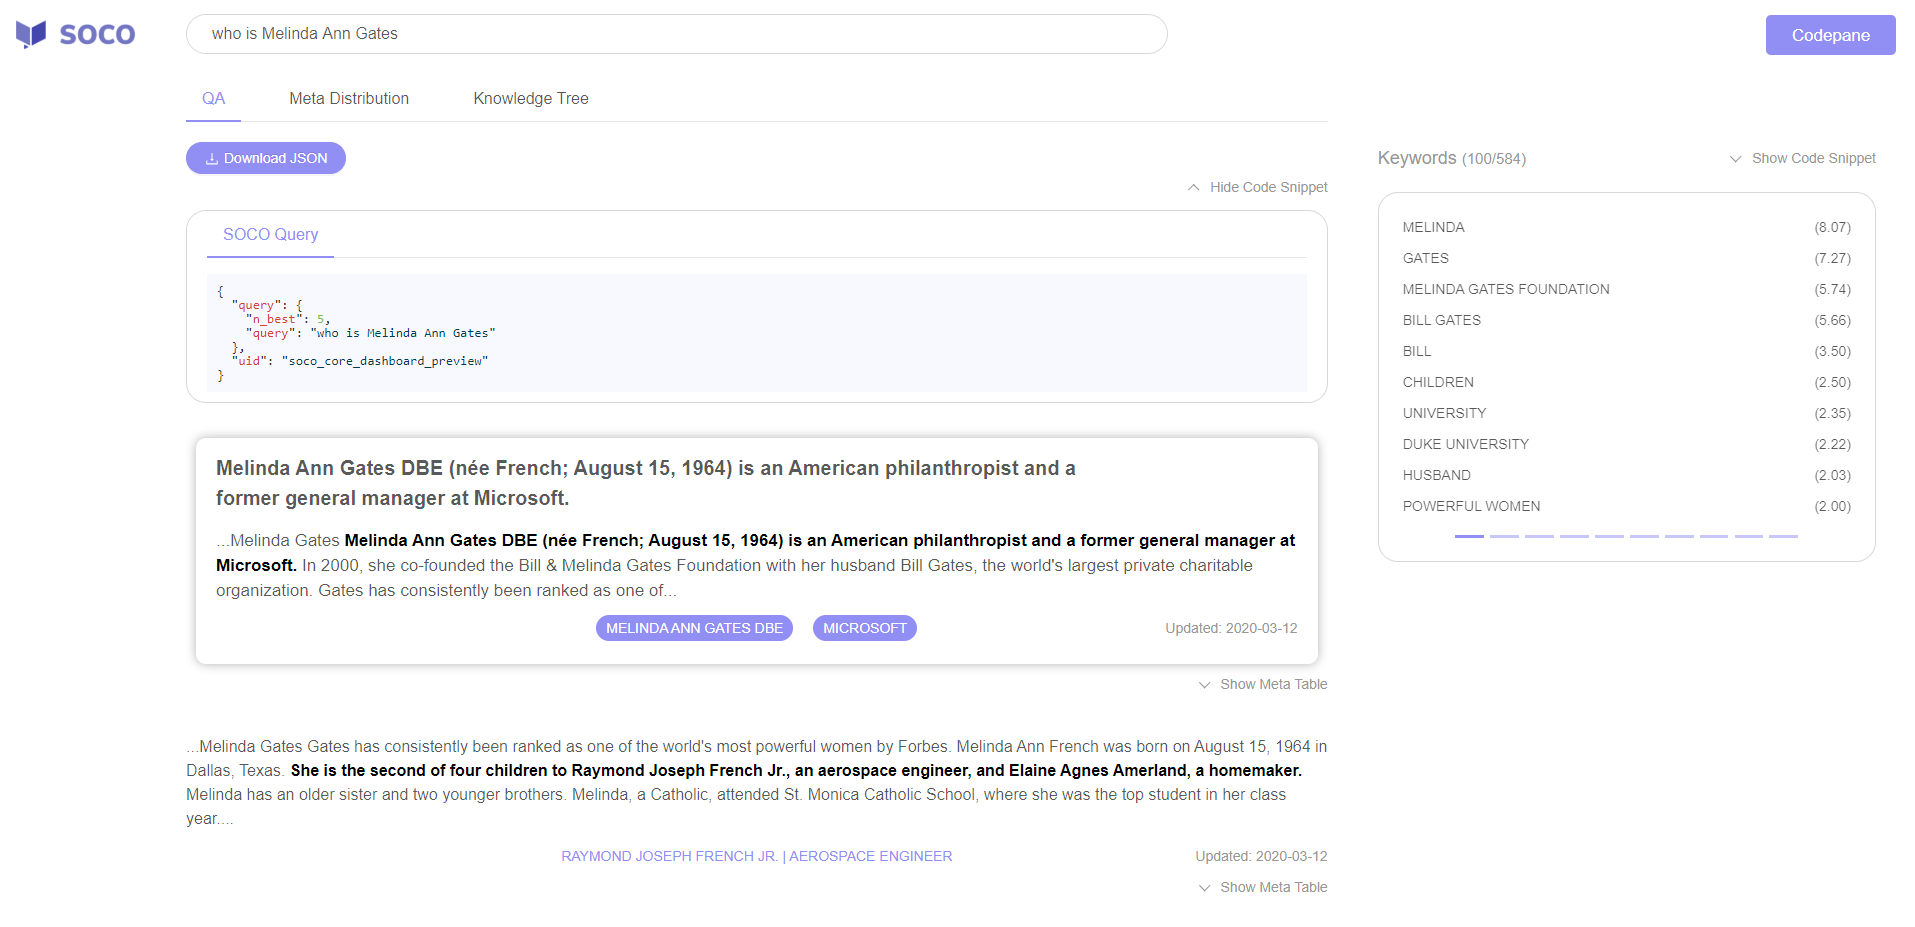 SOCO
who is Melinda Ann Gates
Codepane
QA
Meta Distribution
Knowledge Tree
Download JSON
Hide Code Snippet
SOCO Query
{
"query": {
"n_best": 5,
"query": "who is Melinda Ann Gates"
},
"uid": "soco_core_dashboard_preview"
}
Melinda Ann Gates DBE (née French; August 15, 1964) is an American philanthropist and a
former general manager at Microsoft.
...Melinda Gates Melinda Ann Gates DBE (née French; August 15, 1964) is an American philanthropist and a former general manager at
Microsoft. In 2000, she co-founded the Bill & Melinda Gates Foundation with her husband Bill Gates, the world's largest private charitable
organization. Gates has consistently been ranked as one of...
MELINDA ANN GATES DBE
MICROSOFT
Updated: 2020-03-12
Show Meta Table
...Melinda Gates Gates has consistently been ranked as one of the world's most powerful women by Forbes. Melinda Ann French was born on August 15, 1964 in
Dallas, Texas. She is the second of four children to Raymond Joseph French Jr., an aerospace engineer, and Elaine Agnes Amerland, a homemaker.
Melinda has an older sister and two younger brothers. Melinda, a Catholic, attended St. Monica Catholic School, where she was the top student in her class
year....
RAYMOND JOSEPH FRENCH JR. | AEROSPACE ENGINEER
Updated: 2020-03-12
Show Meta Table
Keywords (100/584)
Show Code Snippet
MELINDA (8.07)
GATES (7.27)
MELINDA GATES FOUNDATION (5.74)
BILL GATES (5.66)
BILL (3.50)
CHILDREN (2.50)
UNIVERSITY (2.35)
DUKE UNIVERSITY (2.22)
HUSBAND (2.03)
POWERFUL WOMEN (2.00)